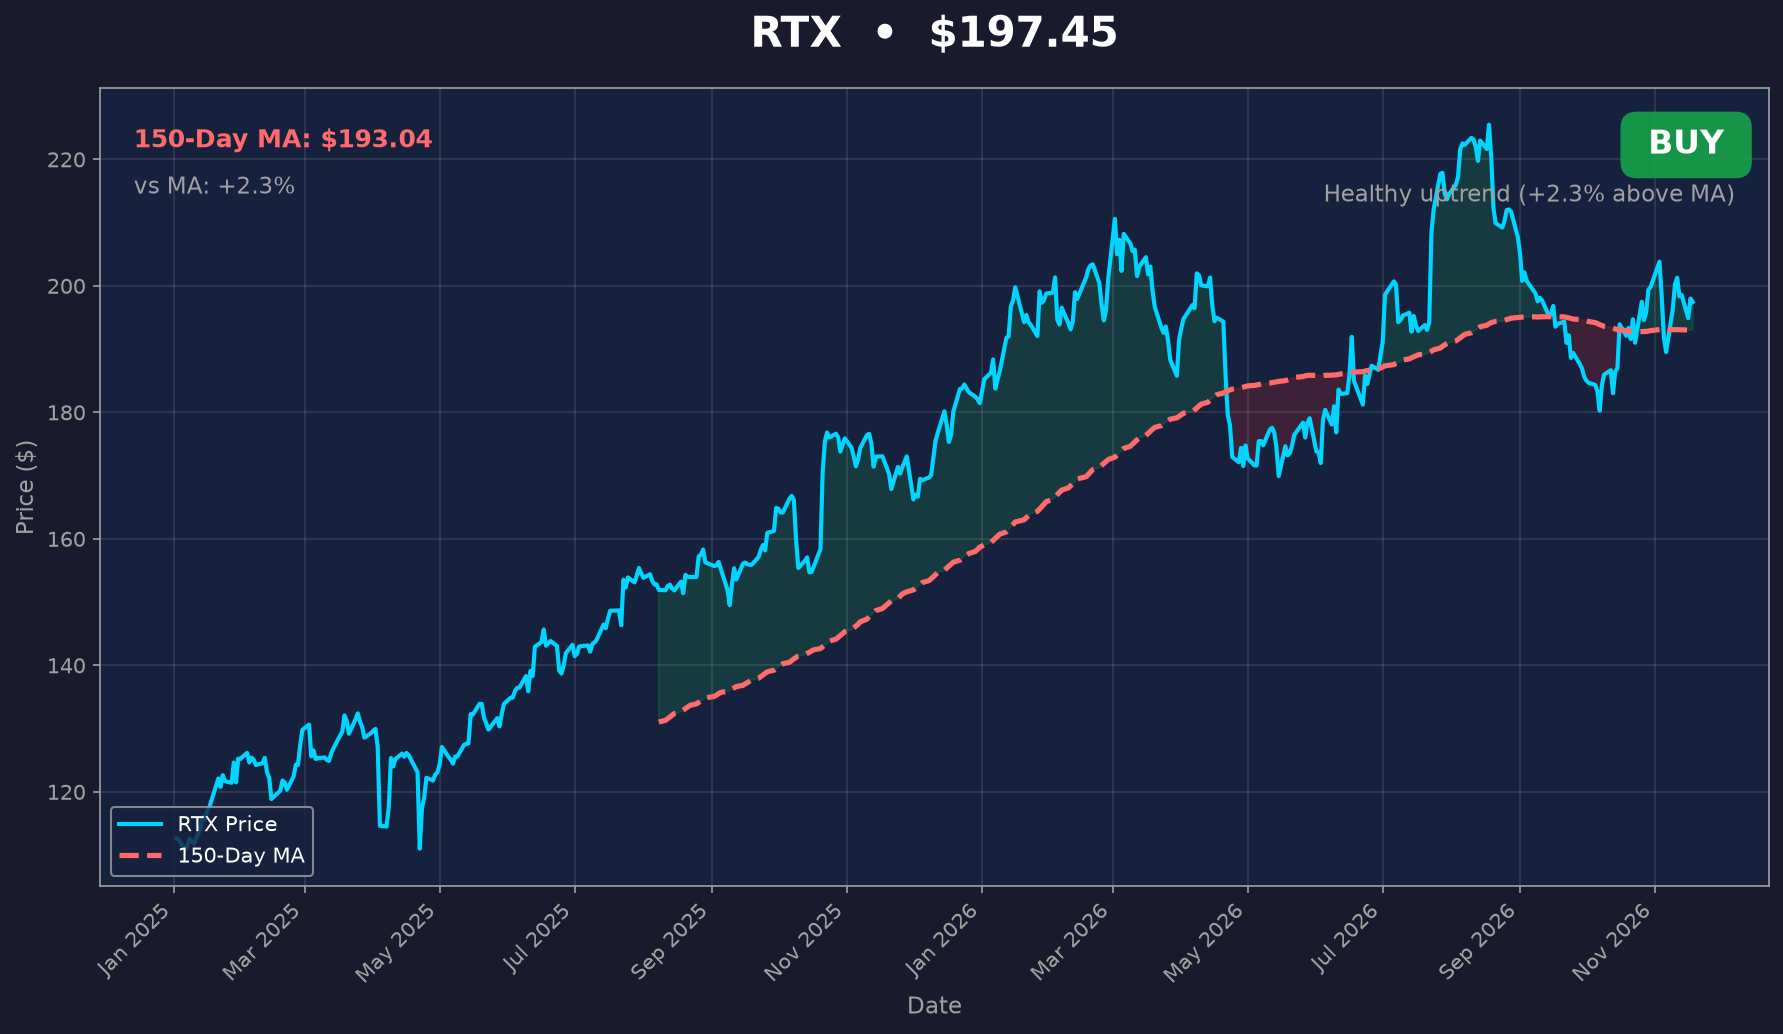 RTX • $197.45
150-Day MA: $193.04
vs MA: +2.3%
BUY
Healthy uptrend (+2.3% above MA)
Price ($)
220
200
180
160
140
120
RTX Price
150-Day MA
Jan 2025
Mar 2025
May 2025
Jul 2025
Sep 2025
Nov 2025
Jan 2026
Mar 2026
May 2026
Jul 2026
Sep 2026
Nov 2026
Date